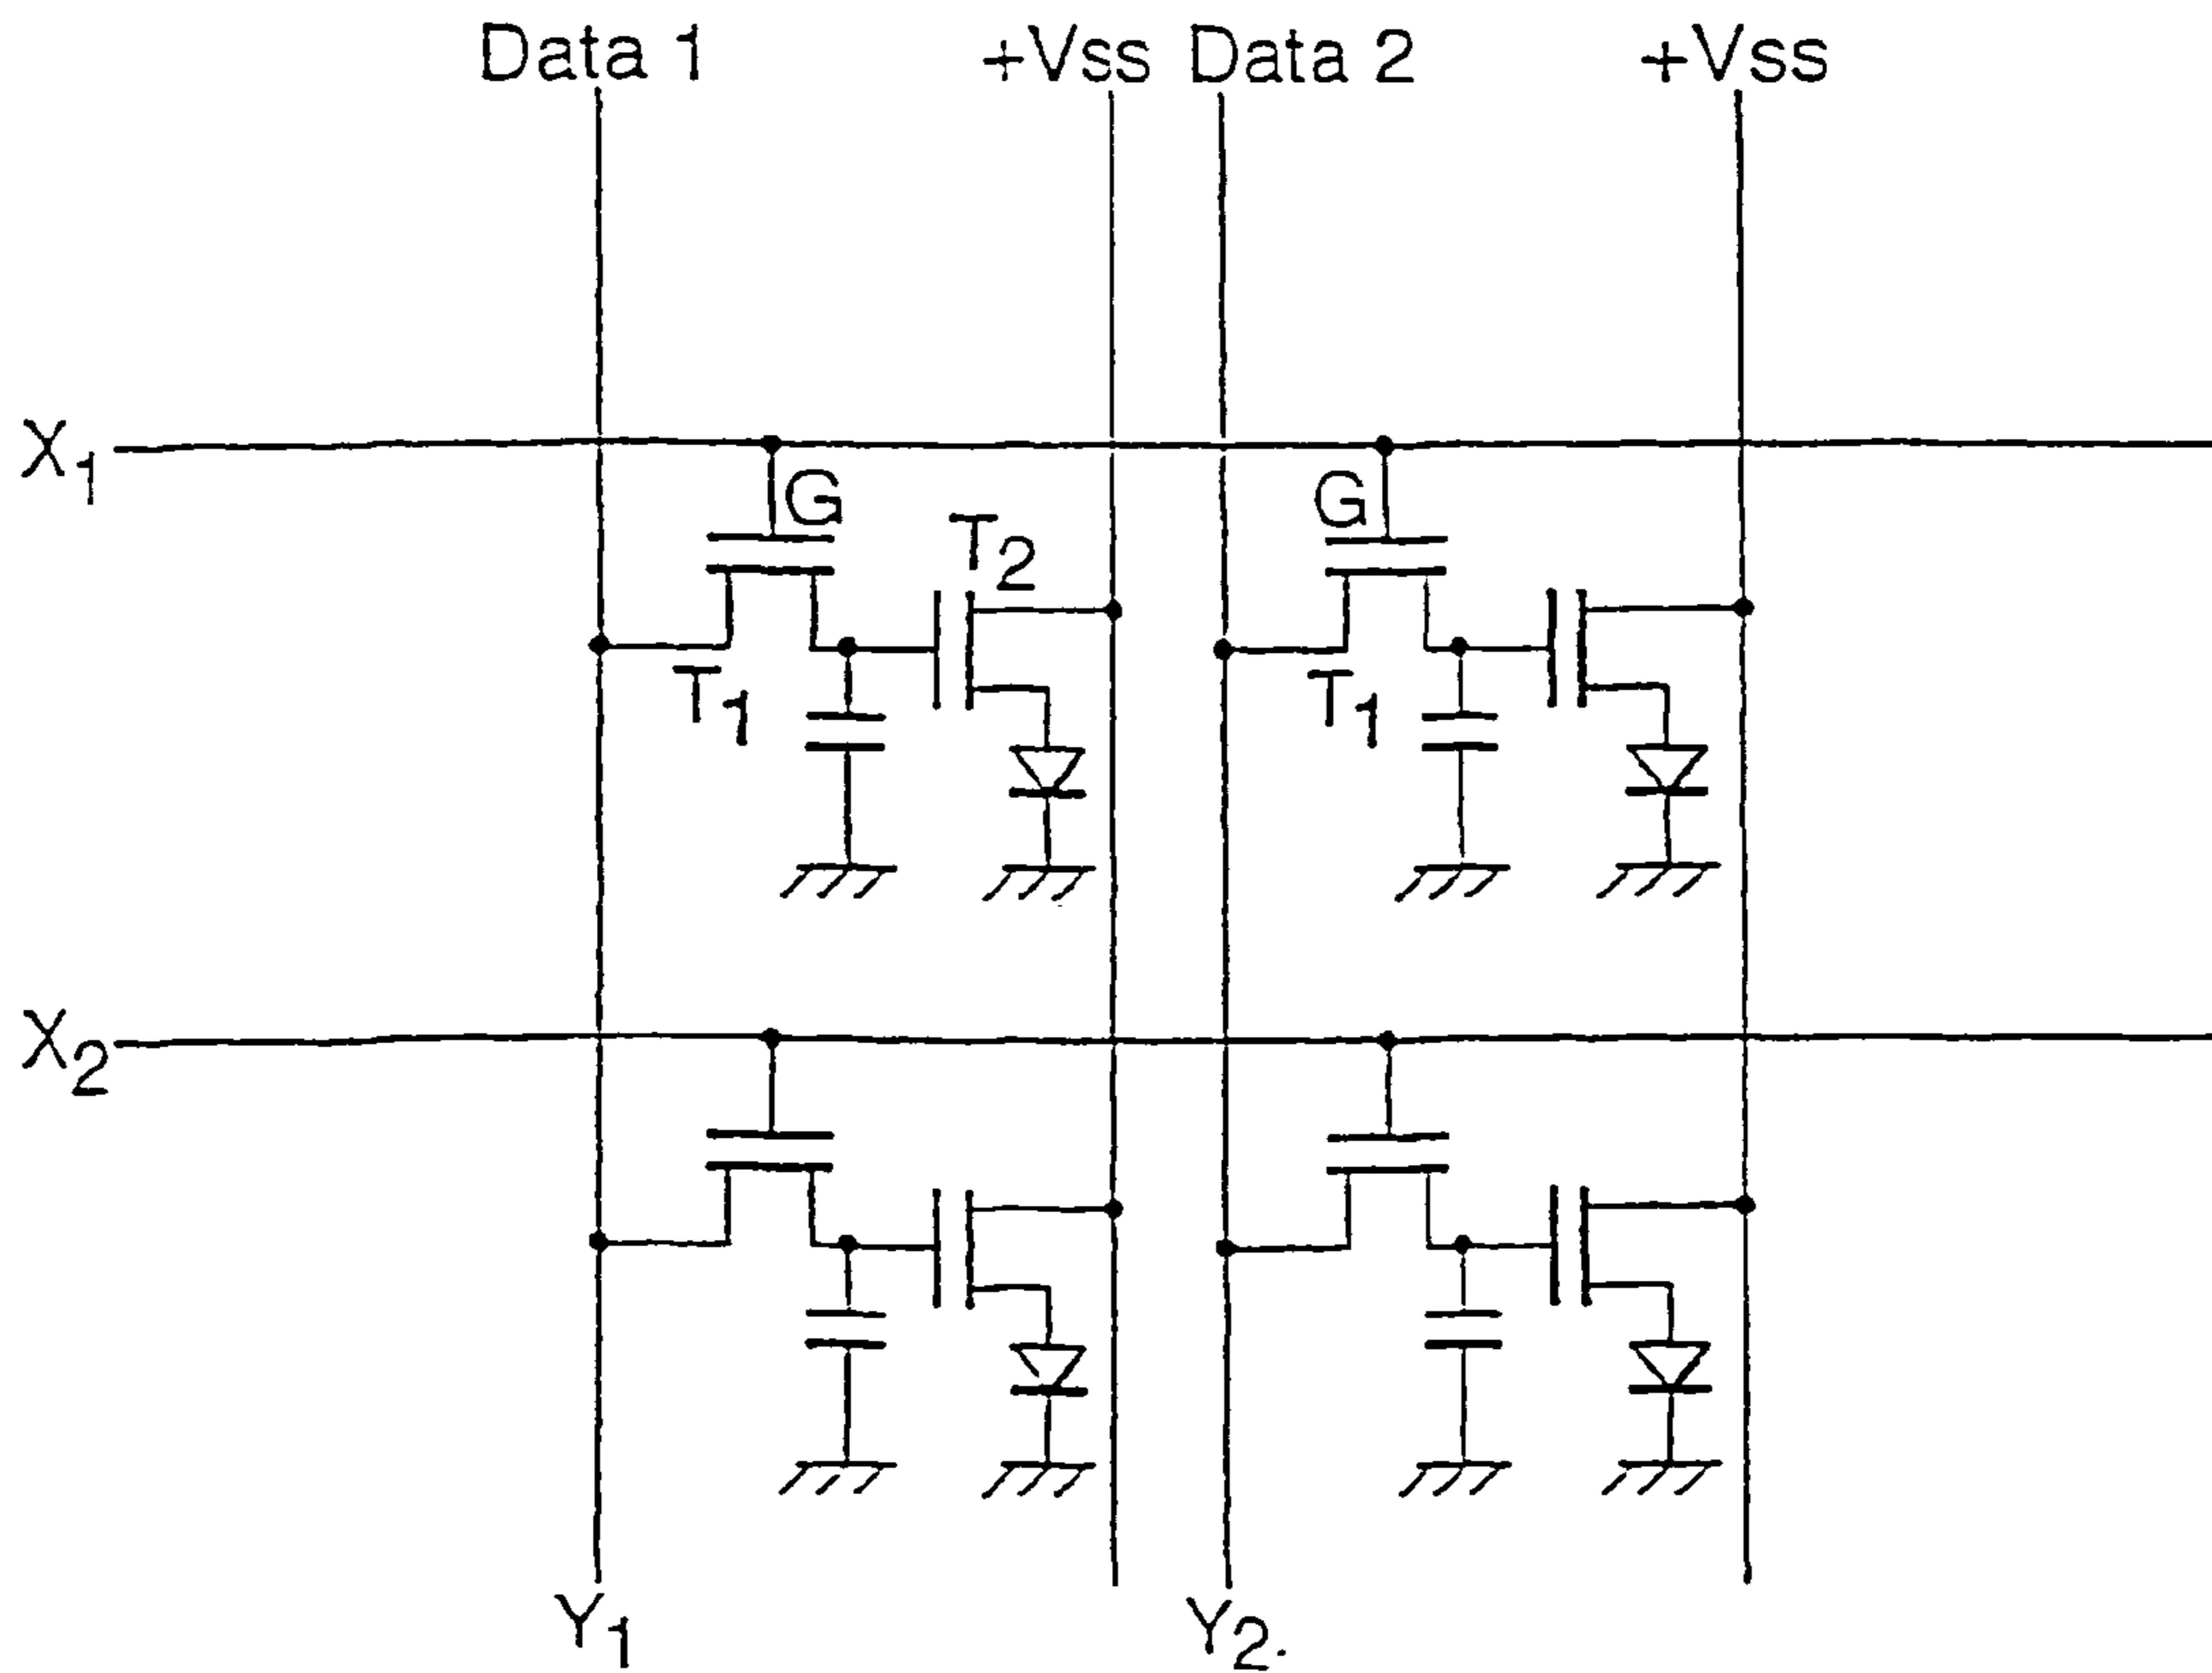 Data 1 +Vss Data 2 +Vss
X1
G G
T2
T1 T1
X2
Y1 Y2.